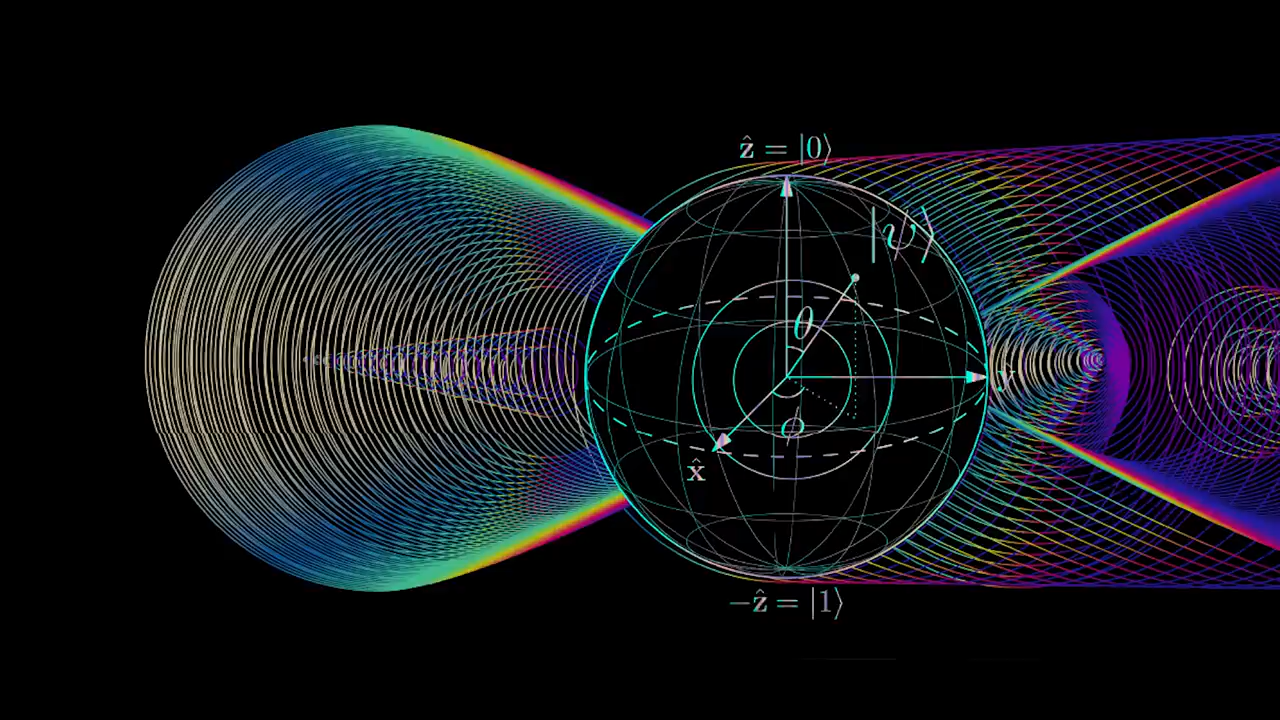 ẑ = |0⟩
|ψ⟩
θ
ŷ
φ
x̂
−ẑ = |1⟩